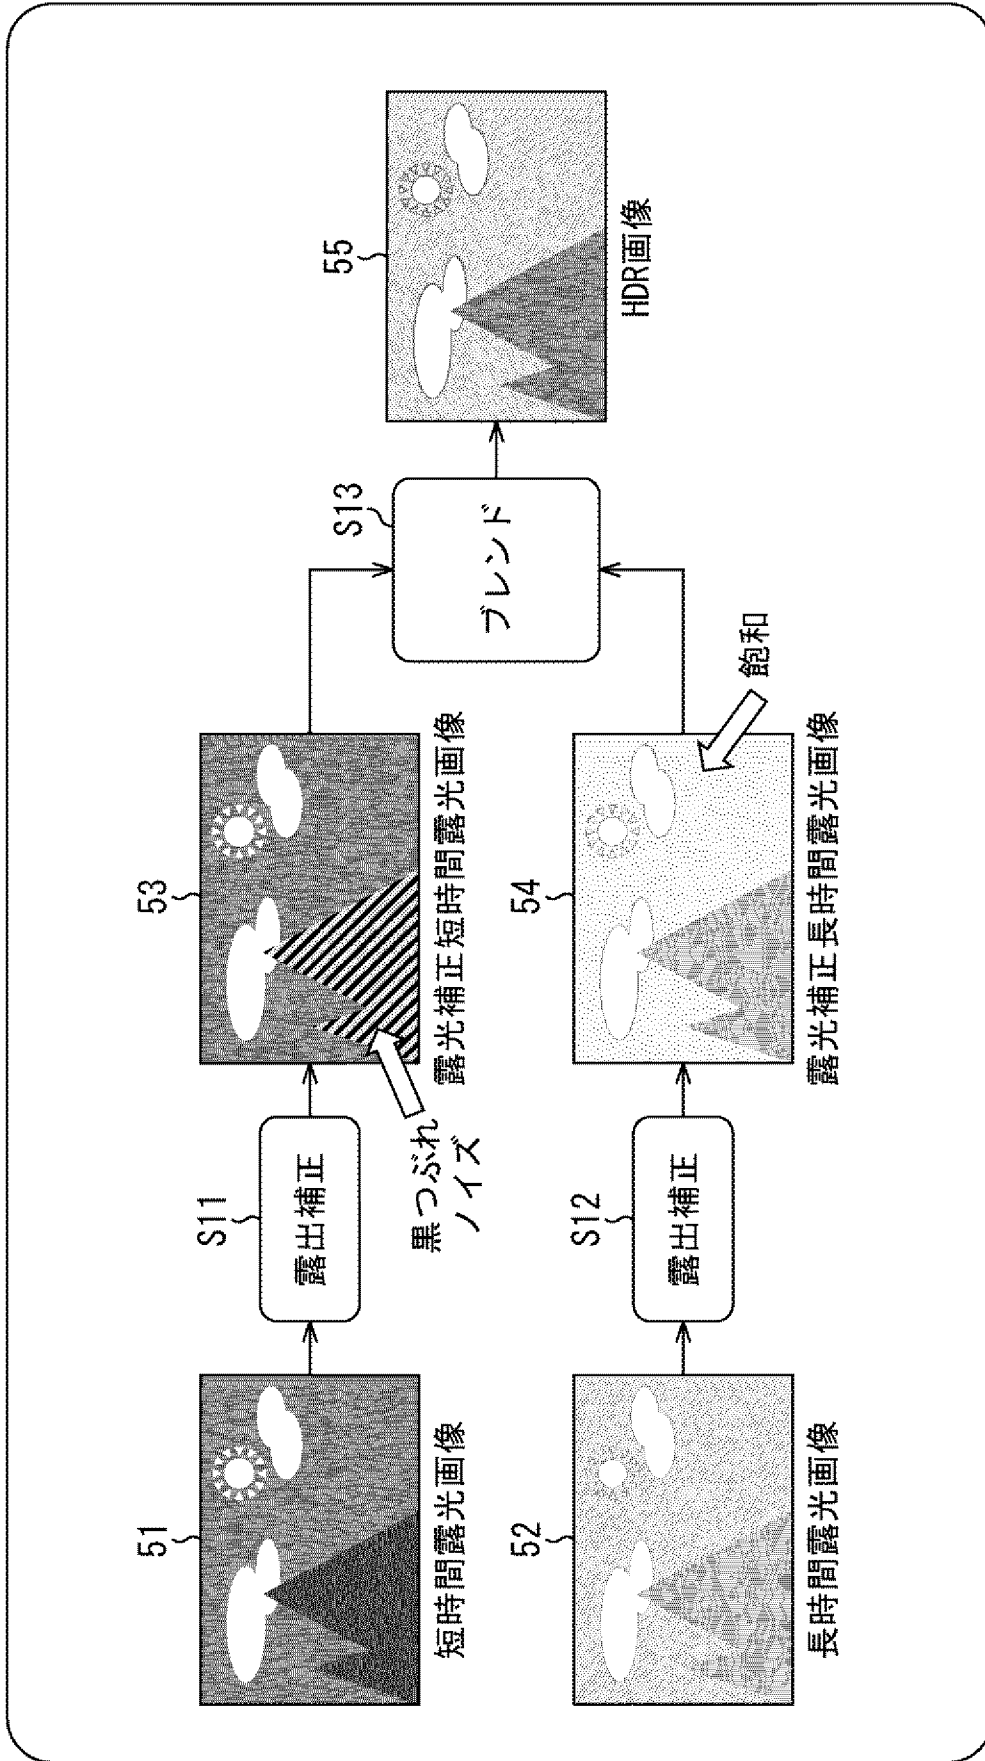 51
短時間露光画像
S11
露出補正
53
黒つぶれ
ノイズ
露光補正短時間露光画像
52
長時間露光画像
S12
露出補正
54
飽和
露光補正長時間露光画像
S13
ブレンド
55
HDR画像